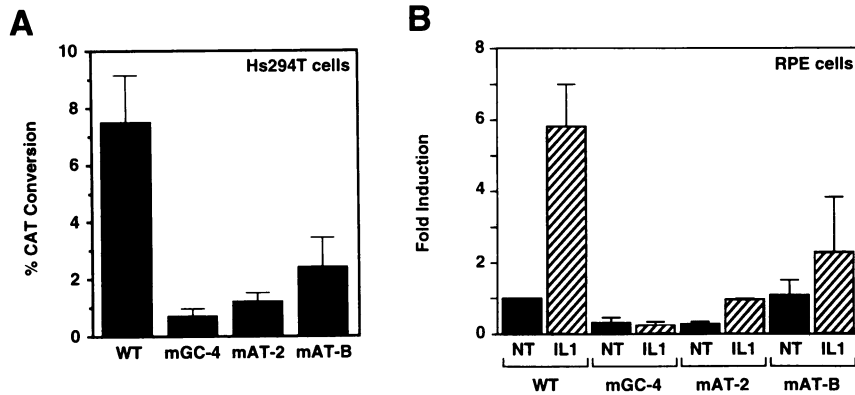 A
% CAT Conversion
10
8
6
4
2
0
Hs294T cells
WT mGC-4 mAT-2 mAT-B
B
Fold Induction
8
6
4
2
0
RPE cells
NT IL1 NT IL1 NT IL1 NT IL1
WT mGC-4 mAT-2 mAT-B